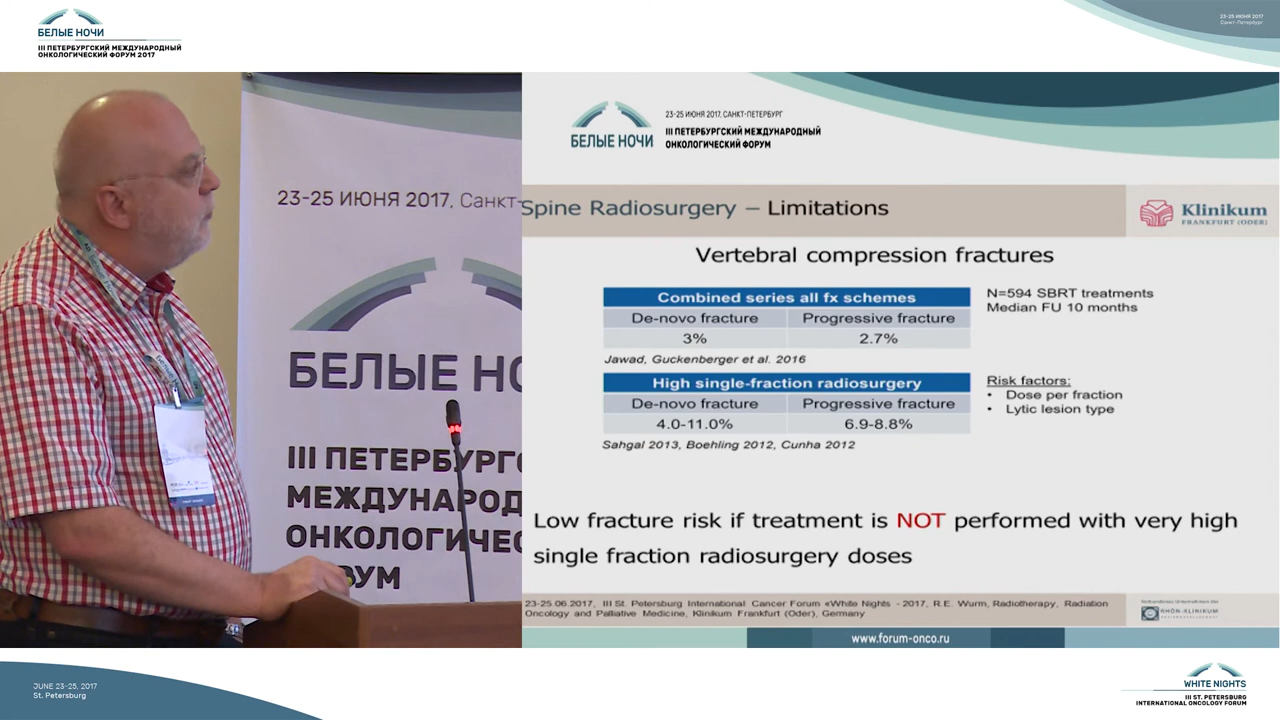 БЕЛЫЕ НОЧИ
III ПЕТЕРБУРГСКИЙ МЕЖДУНАРОДНЫЙ
ОНКОЛОГИЧЕСКИЙ ФОРУМ 2017
23-25 ИЮНЯ 2017
Санкт-Петербург
23-25 ИЮНЯ 2017, Санкт-
БЕЛЫЕ НО
III ПЕТЕРБУРГС
МЕЖДУНАРОД
ОНКОЛОГИЧЕС
УМ
БЕЛЫЕ НОЧИ
23-25 ИЮНЯ 2017, САНКТ-ПЕТЕРБУРГ
III ПЕТЕРБУРГСКИЙ МЕЖДУНАРОДНЫЙ
ОНКОЛОГИЧЕСКИЙ ФОРУМ
Spine Radiosurgery – Limitations
Klinikum
FRANKFURT (ODER)
Vertebral compression fractures
Combined series all fx schemes
De-novo fracture Progressive fracture
3% 2.7%
Jawad, Guckenberger et al. 2016
N=594 SBRT treatments
Median FU 10 months
High single-fraction radiosurgery
De-novo fracture Progressive fracture
4.0-11.0% 6.9-8.8%
Sahgal 2013, Boehling 2012, Cunha 2012
Risk factors:
• Dose per fraction
• Lytic lesion type
Low fracture risk if treatment is NOT performed with very high
single fraction radiosurgery doses
23-25.06.2017, III St. Petersburg International Cancer Forum «White Nights - 2017, R.E. Wurm, Radiotherapy, Radiation
Oncology and Palliative Medicine, Klinikum Frankfurt (Oder), Germany
RHÖN-KLINIKUM
www.forum-onco.ru
JUNE 23-25, 2017
St. Petersburg
WHITE NIGHTS
III ST. PETERSBURG
INTERNATIONAL ONCOLOGY FORUM